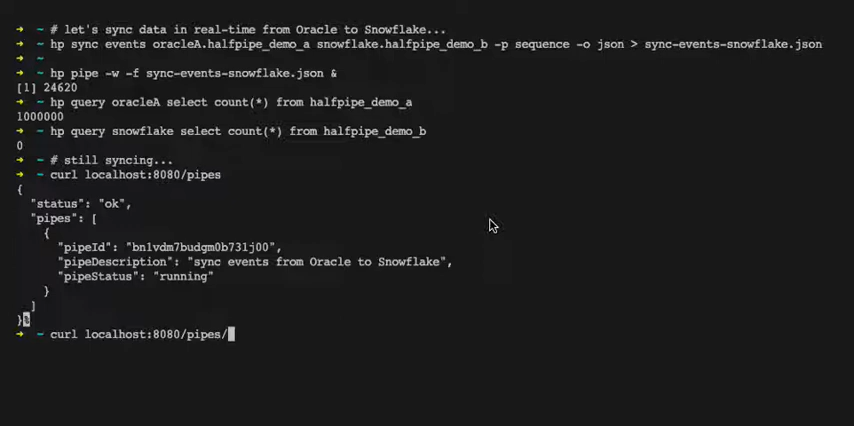 ➜ ~ # let's sync data in real-time from Oracle to Snowflake...
➜ ~ hp sync events oracleA.halfpipe_demo_a snowflake.halfpipe_demo_b -p sequence -o json > sync-events-snowflake.json
➜ ~
➜ ~ hp pipe -w -f sync-events-snowflake.json &
[1] 24620
➜ ~ hp query oracleA select count(*) from halfpipe_demo_a
1000000
➜ ~ hp query snowflake select count(*) from halfpipe_demo_b
0
➜ ~ # still syncing...
➜ ~ curl localhost:8080/pipes
{
  "status": "ok",
  "pipes": [
    {
      "pipeId": "bn1vdm7budgm0b731j00",
      "pipeDescription": "sync events from Oracle to Snowflake",
      "pipeStatus": "running"
    }
  ]
}%
➜ ~ curl localhost:8080/pipes/